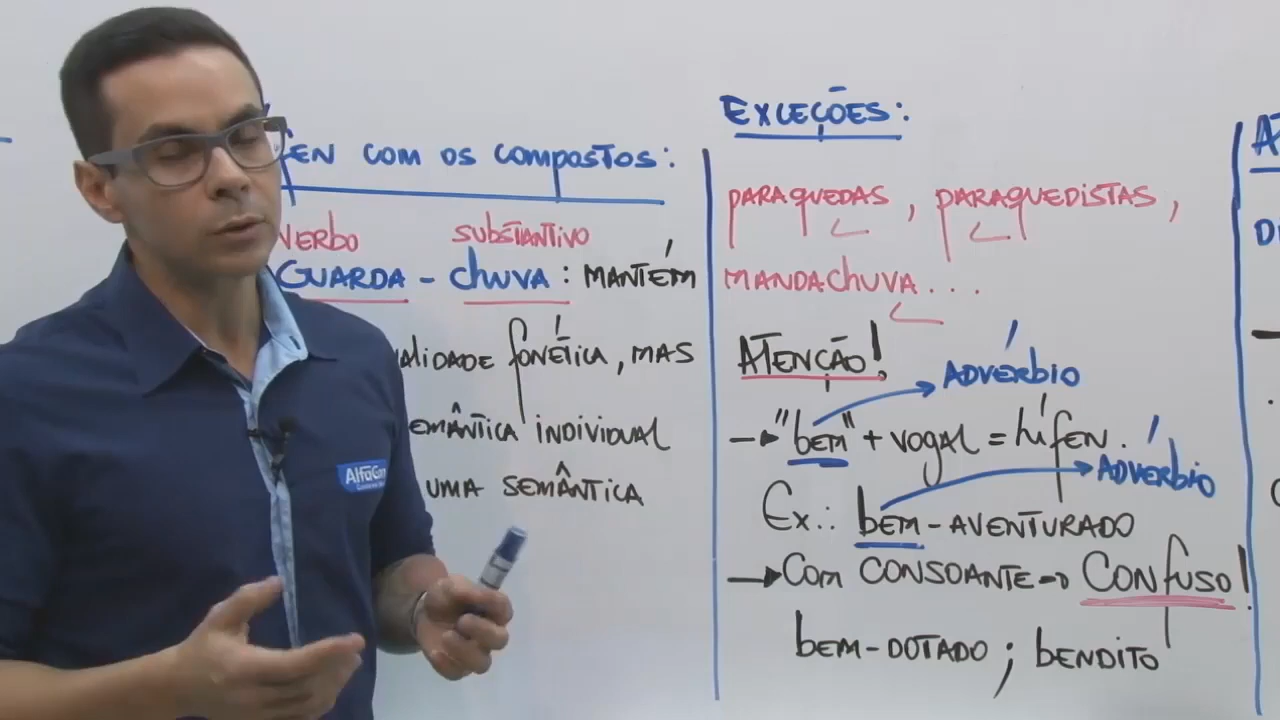 EN COM OS COMPOSTOS:
VERBO SUBSTANTIVO
GUARDA - CHUVA: MANTÉM
ALIDADE FONÉTICA, MAS
EMÂNTICA INDIVIDUAL
UMA SEMÂNTICA
AlfaCon
EXCEÇÕES:
PARAQUEDAS, PARAQUEDISTAS,
MANDACHUVA...
ATENÇÃO!
ADVÉRBIO
→ "BEM" + VOGAL = HÍFEN.
ADVÉRBIO
EX.: BEM-AVENTURADO
→ COM CONSOANTE => CONFUSO!
BEM-DOTADO; BENDITO